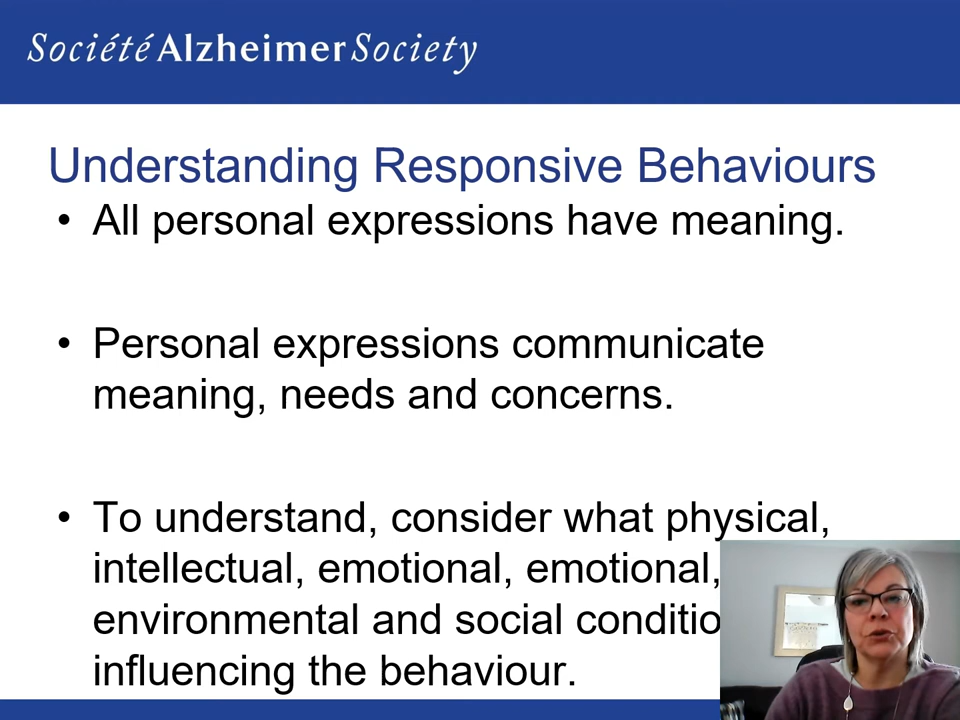 Société Alzheimer Society
Understanding Responsive Behaviours
• All personal expressions have meaning.
• Personal expressions communicate
meaning, needs and concerns.
• To understand, consider what physical,
intellectual, emotional, emotional,
environmental and social conditio
influencing the behaviour.